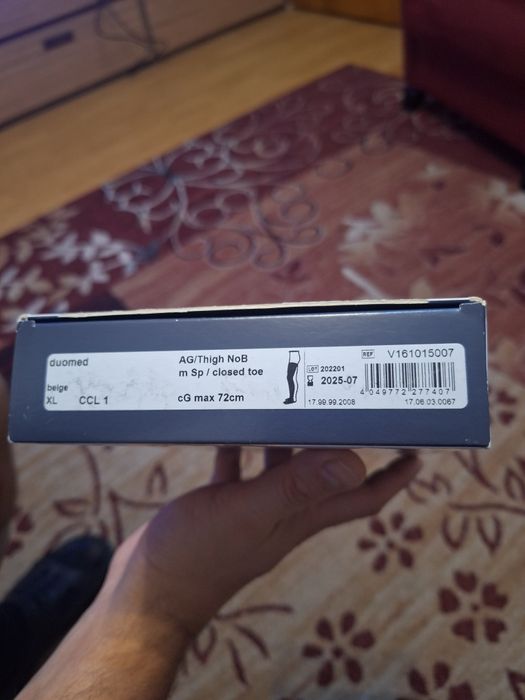 duomed
AG/Thigh NoB
m Sp / closed toe
beige
XL CCL 1
cG max 72cm
LOT 202201
2025-07
REF V161015007
4 049772 277407
17.99.99.2008
17.06.03.0067